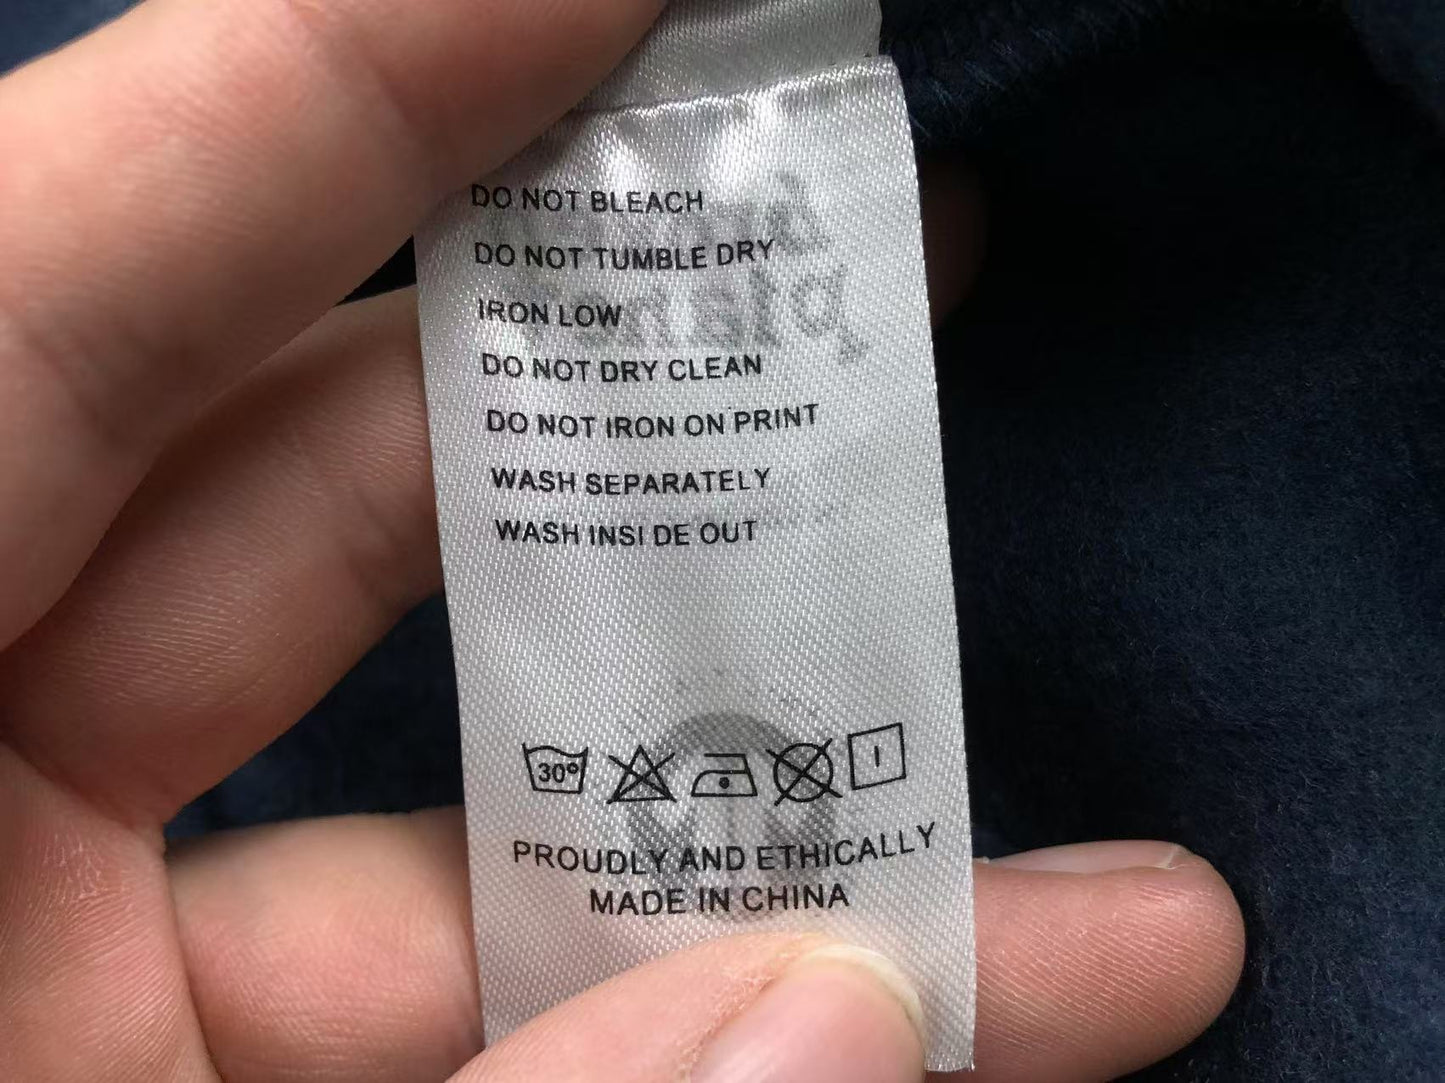 DO NOT BLEACH
DO NOT TUMBLE DRY
IRON LOW
DO NOT DRY CLEAN
DO NOT IRON ON PRINT
WASH SEPARATELY
WASH INSI DE OUT
30°
PROUDLY AND ETHICALLY
MADE IN CHINA